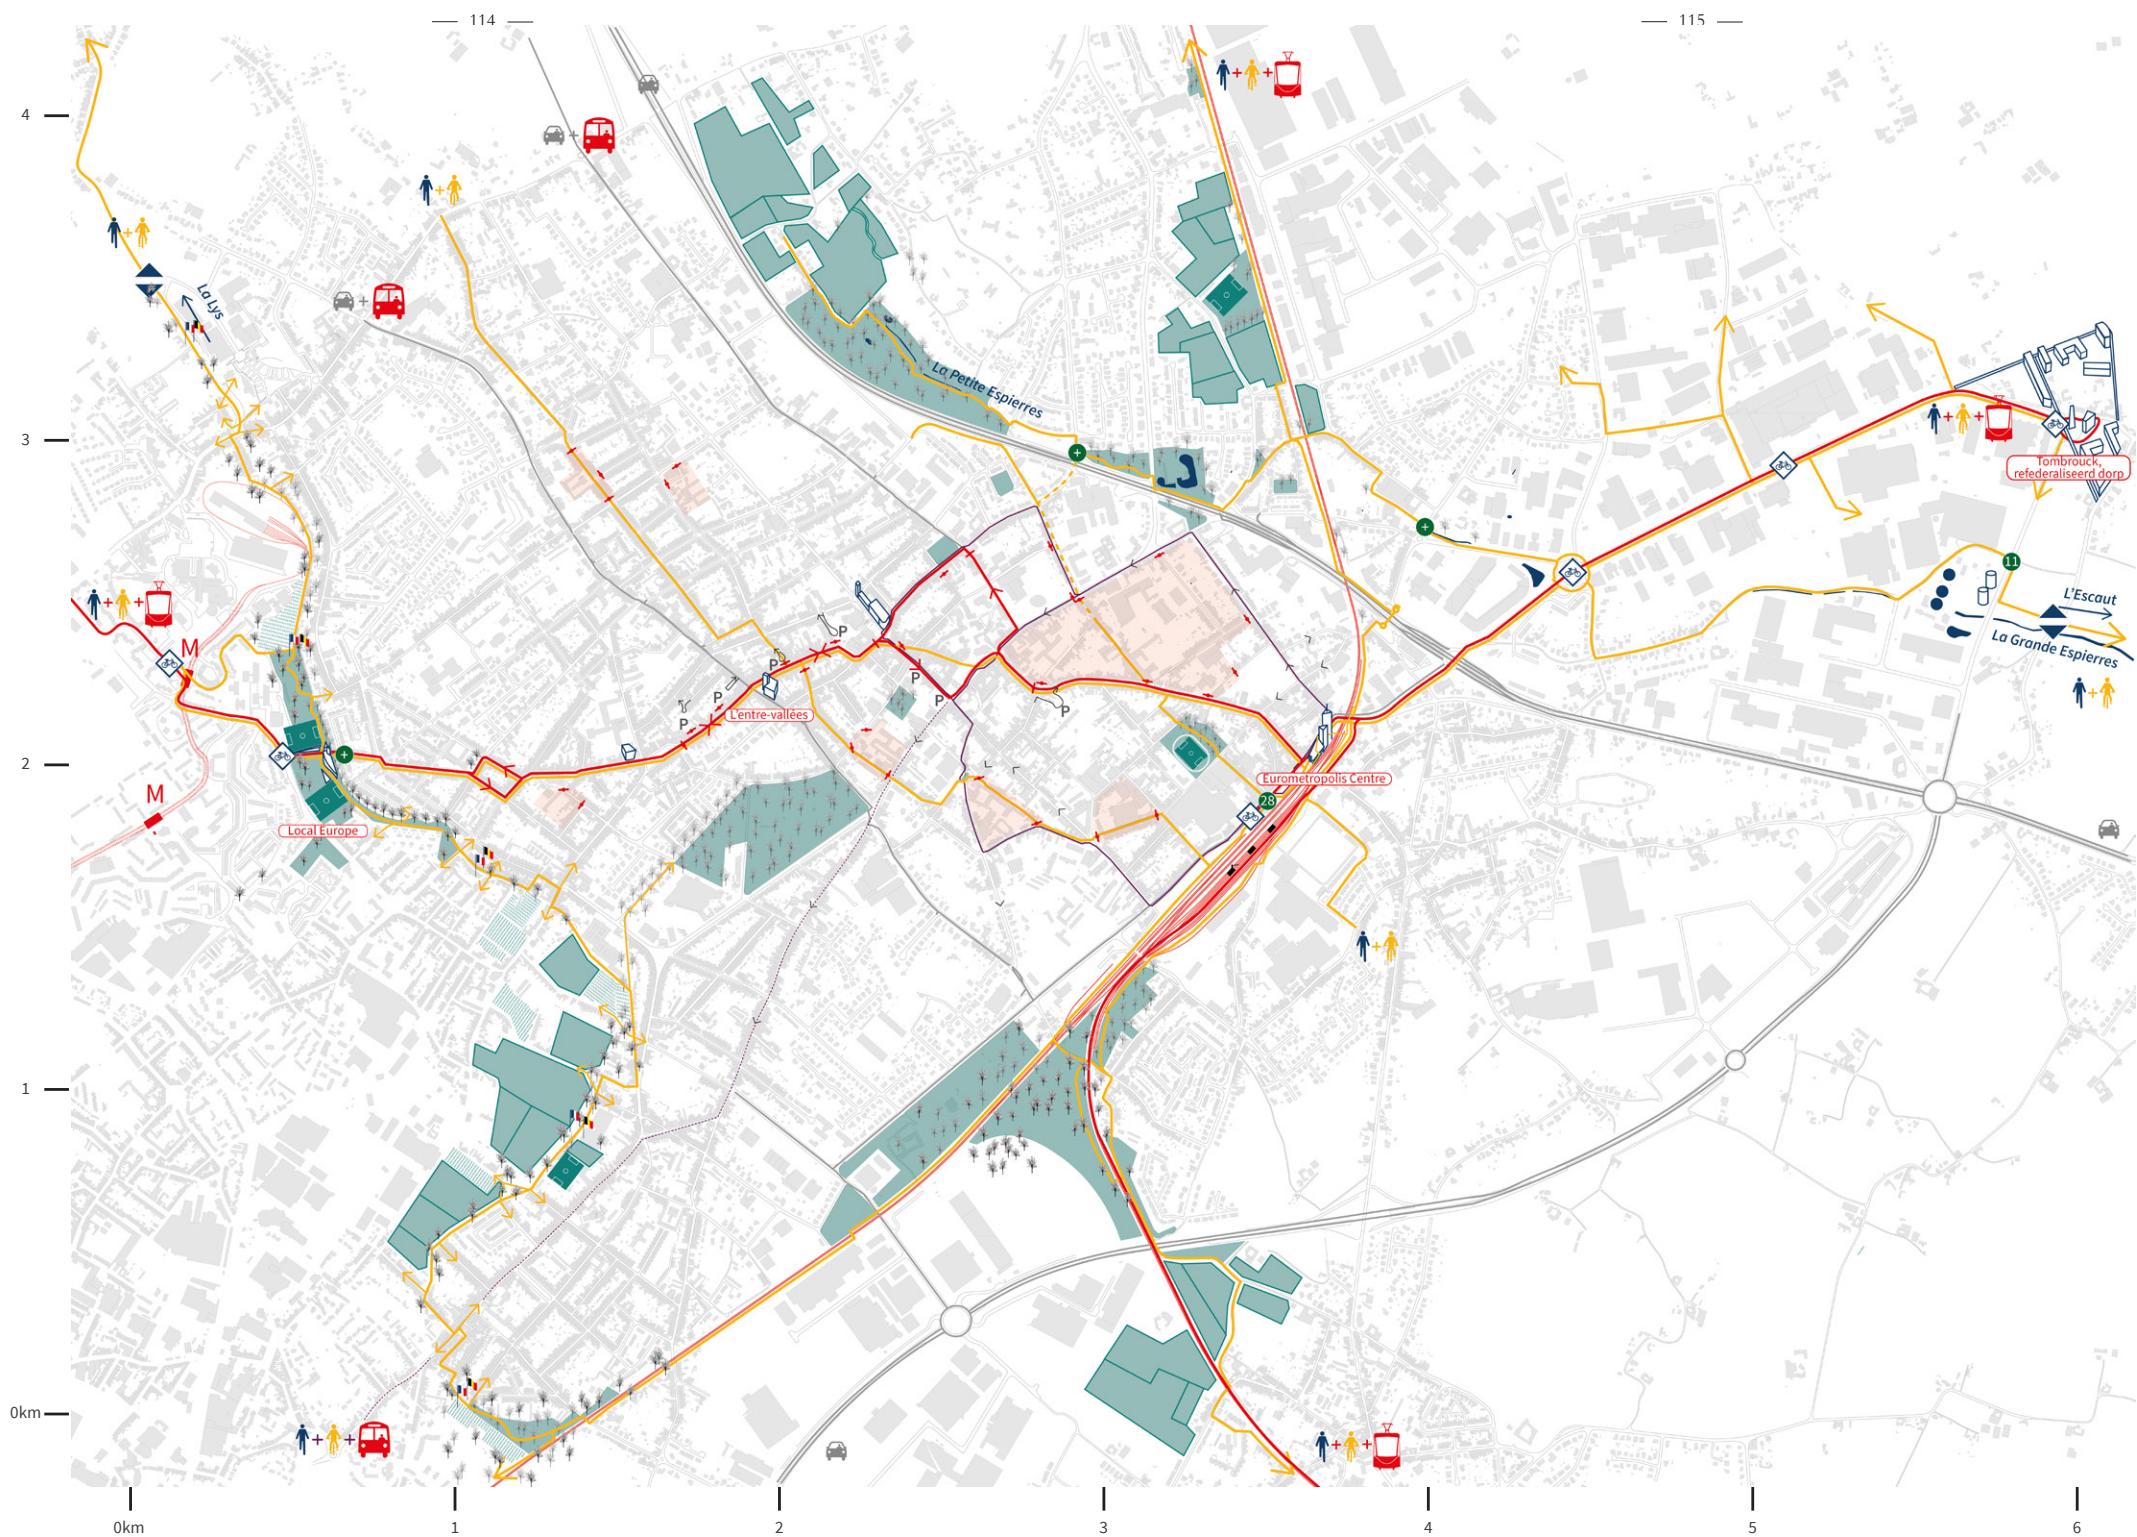 114
115
4
La Lys
La Petite Espierres
3
Tombrouck,
refederaliseerd dorp
11
L'Escaut
La Grande Espierres
M
P
P
P
P
P
P
P
L'entre-vallées
2
Eurometropolis Centre
28
M
Local Europe
1
0km
0km
1
2
3
4
5
6